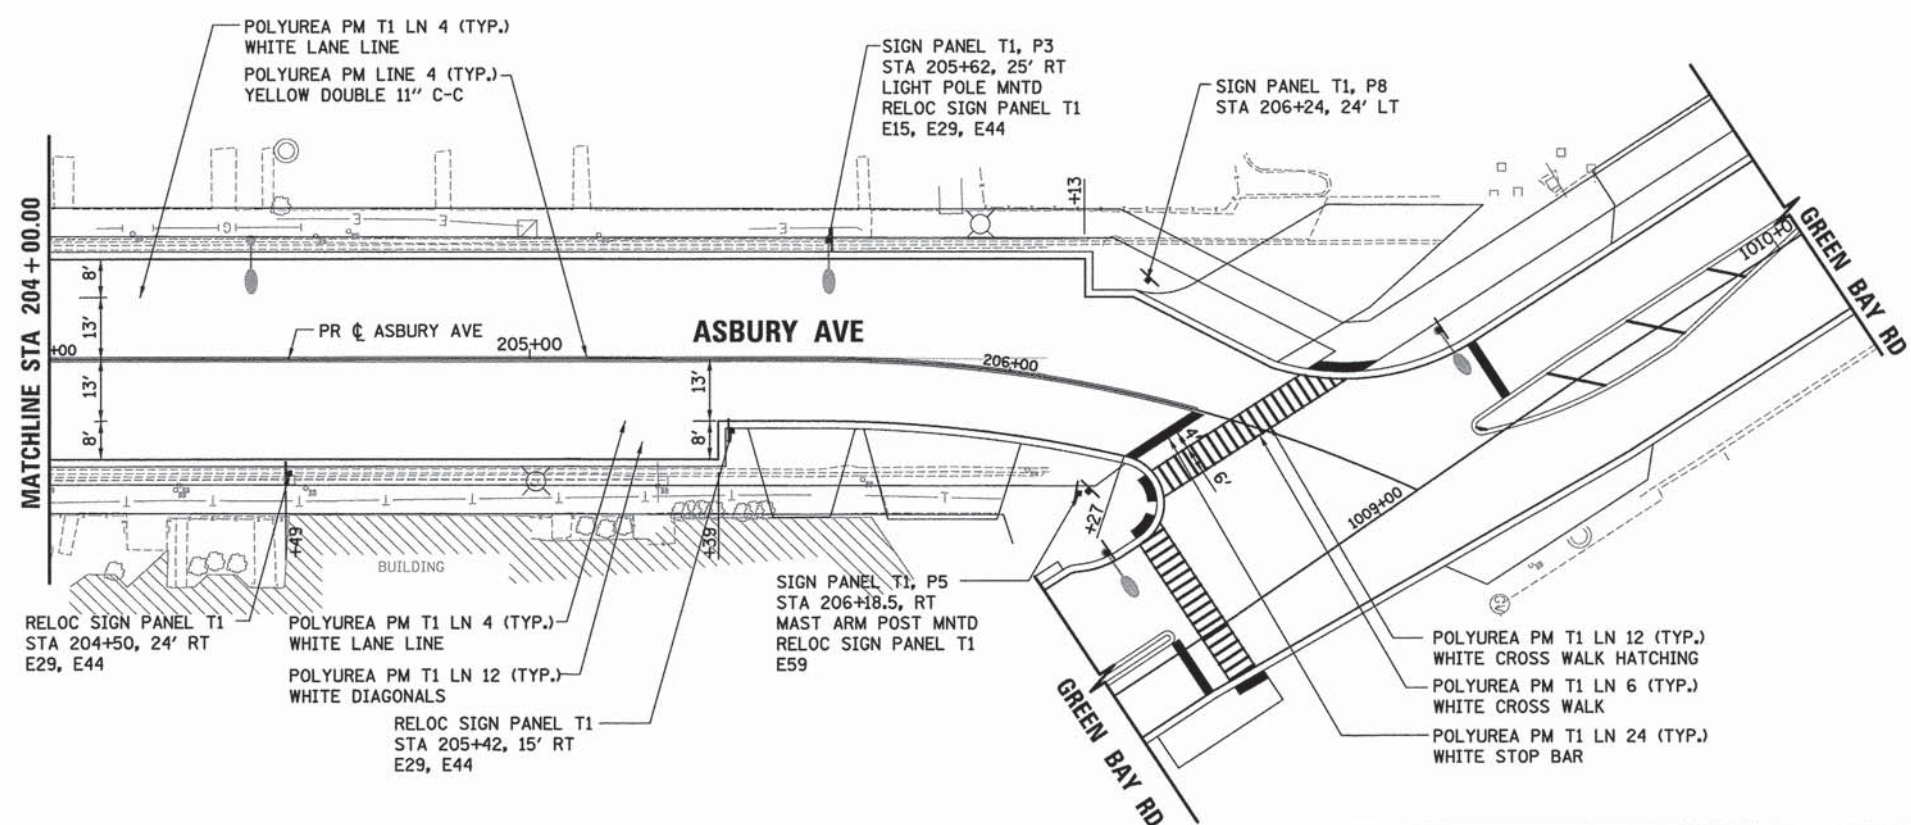 POLYUREA PM T1 LN 4 (TYP.)
WHITE LANE LINE
POLYUREA PM LINE 4 (TYP.)
YELLOW DOUBLE 11" C-C
SIGN PANEL T1, P3
STA 205+62, 25' RT
LIGHT POLE MNTD
RELOC SIGN PANEL T1
E15, E29, E44
SIGN PANEL T1, P8
STA 206+24, 24' LT
MATCHLINE STA 204 + 00.00
+13
G
E
E
E
8'
13'
13'
8'
+00
PR ℄ ASBURY AVE
205+00
ASBURY AVE
206+00
13'
8'
4'
6'
1010+0
GREEN BAY RD
1009+00
T
T
T
T
T
T
T
+49
+39
+27
BUILDING
GV
RELOC SIGN PANEL T1
STA 204+50, 24' RT
E29, E44
POLYUREA PM T1 LN 4 (TYP.)
WHITE LANE LINE
POLYUREA PM T1 LN 12 (TYP.)
WHITE DIAGONALS
RELOC SIGN PANEL T1
STA 205+42, 15' RT
E29, E44
SIGN PANEL T1, P5
STA 206+18.5, RT
MAST ARM POST MNTD
RELOC SIGN PANEL T1
E59
GREEN BAY RD
POLYUREA PM T1 LN 12 (TYP.)
WHITE CROSS WALK HATCHING
POLYUREA PM T1 LN 6 (TYP.)
WHITE CROSS WALK
POLYUREA PM T1 LN 24 (TYP.)
WHITE STOP BAR